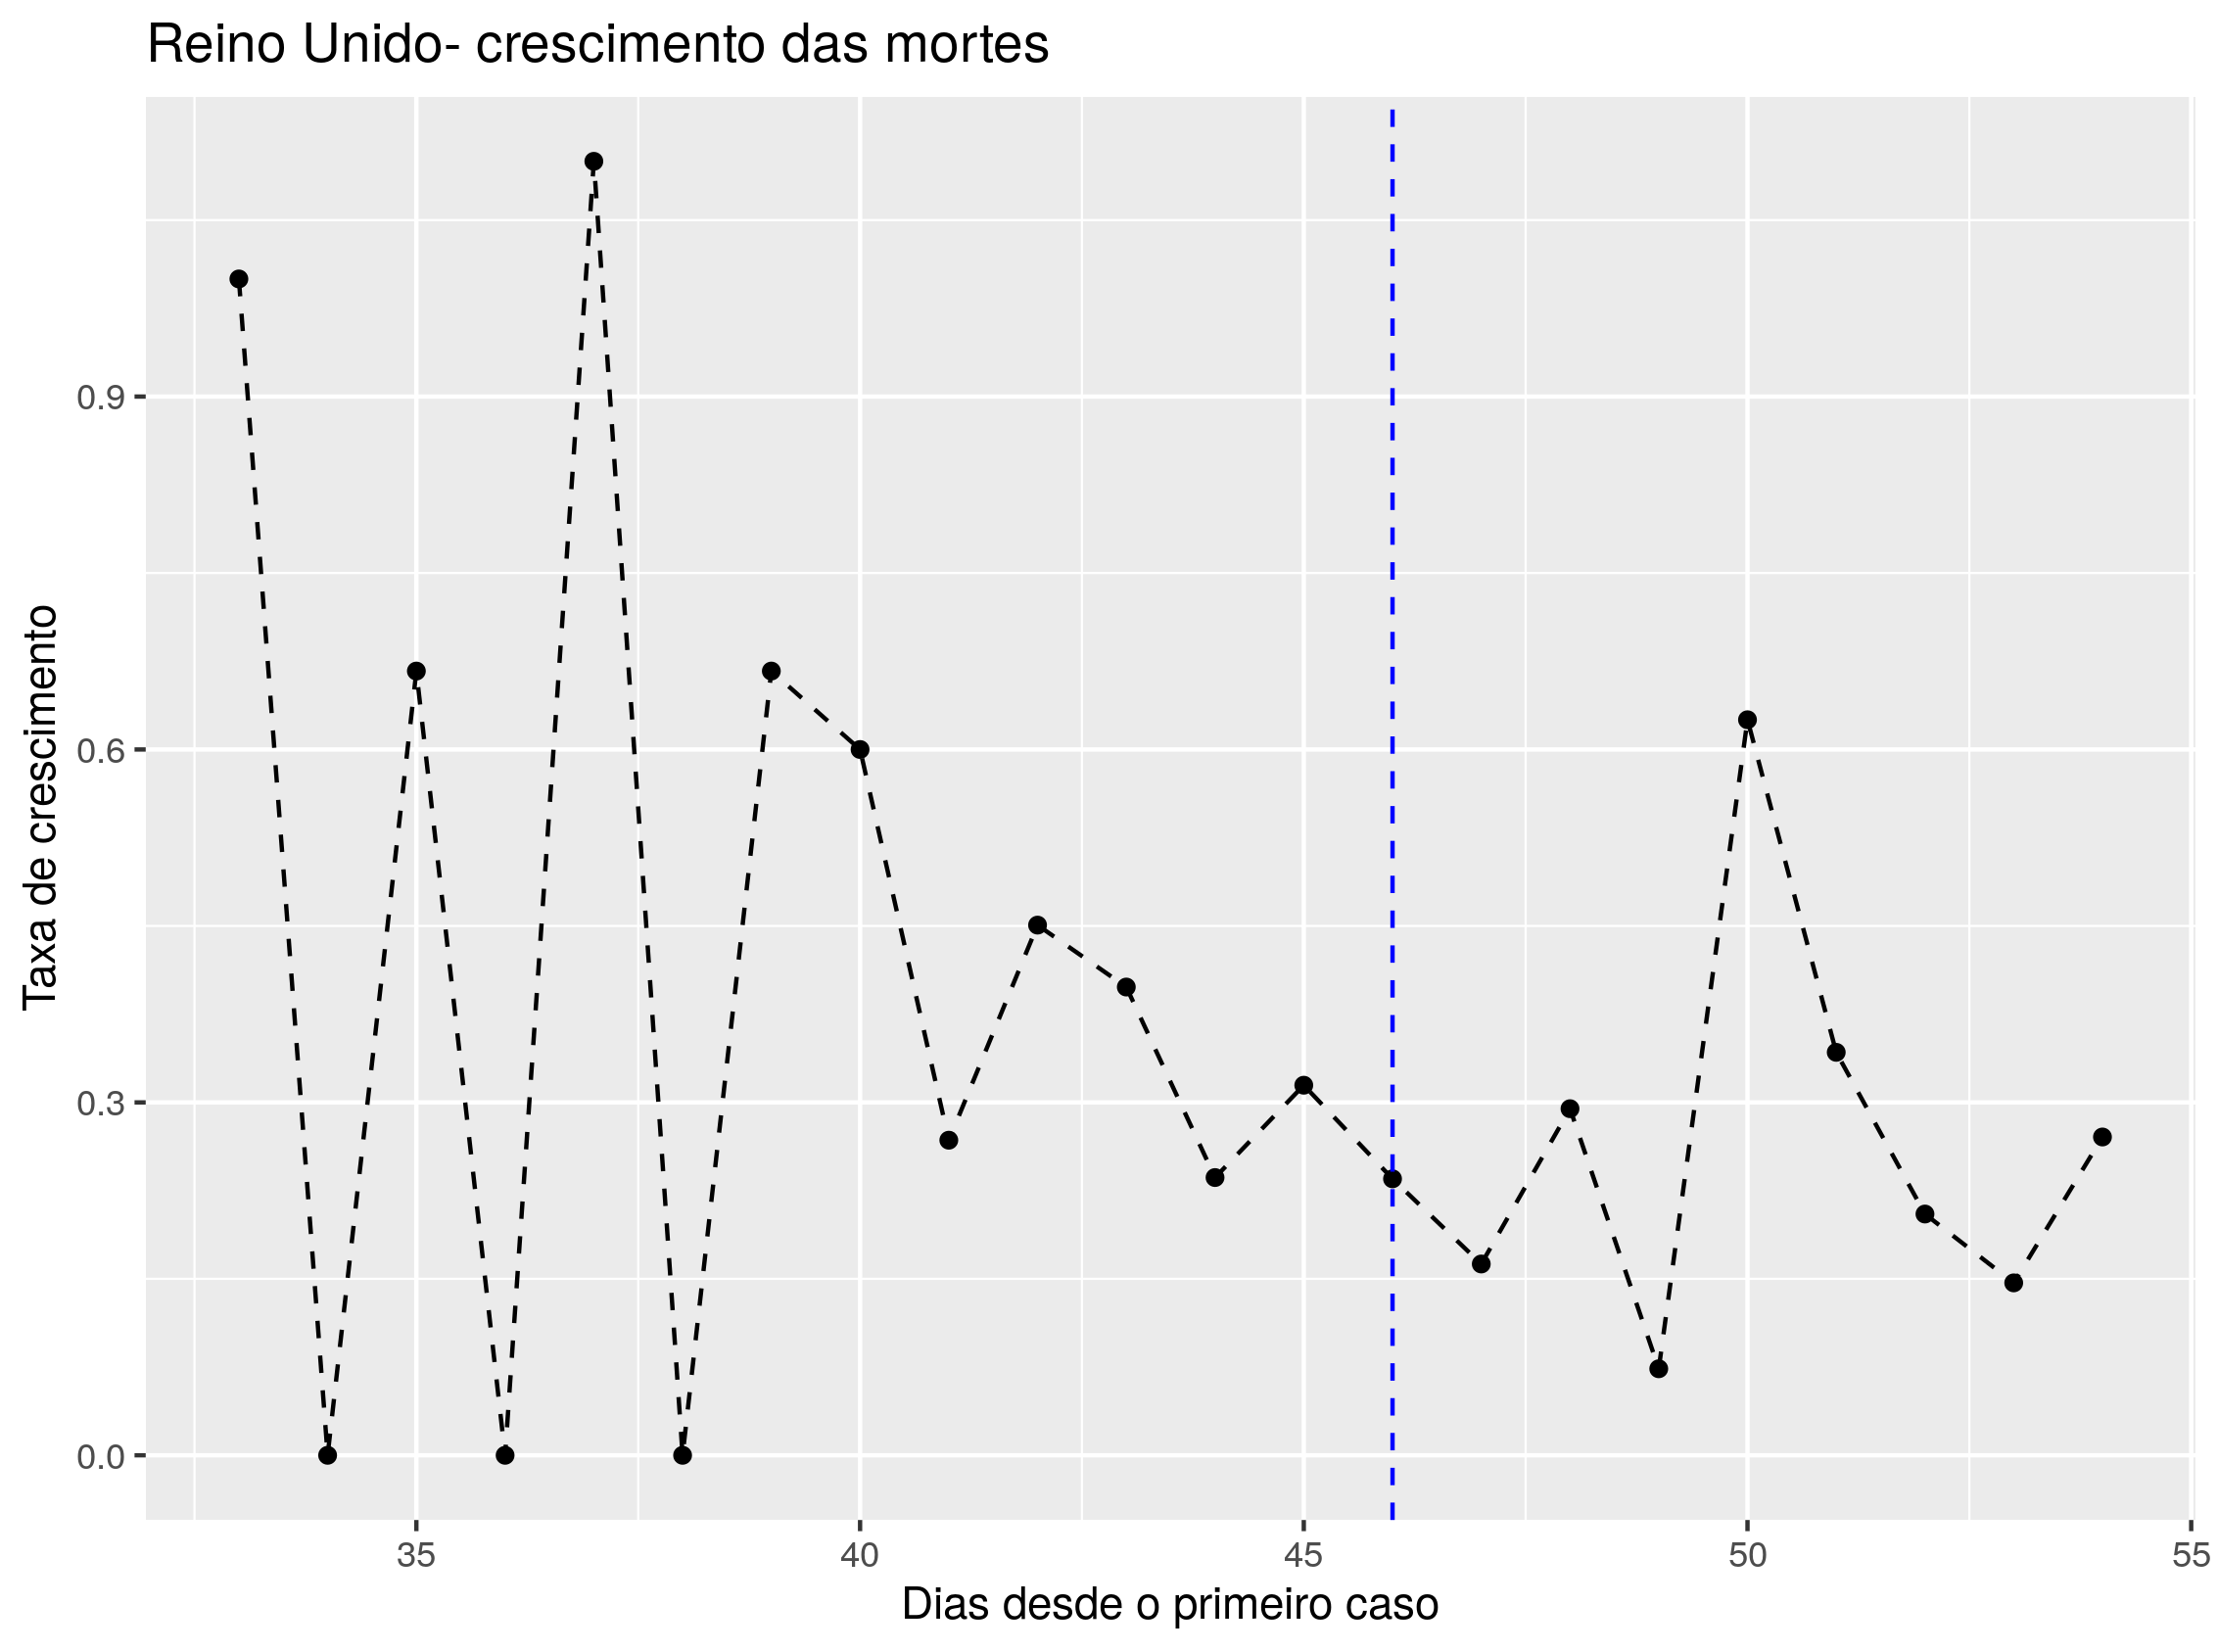 Reino Unido- crescimento das mortes
Taxa de crescimento
0.9
0.6
0.3
0.0
35 40 45 50 55
Dias desde o primeiro caso